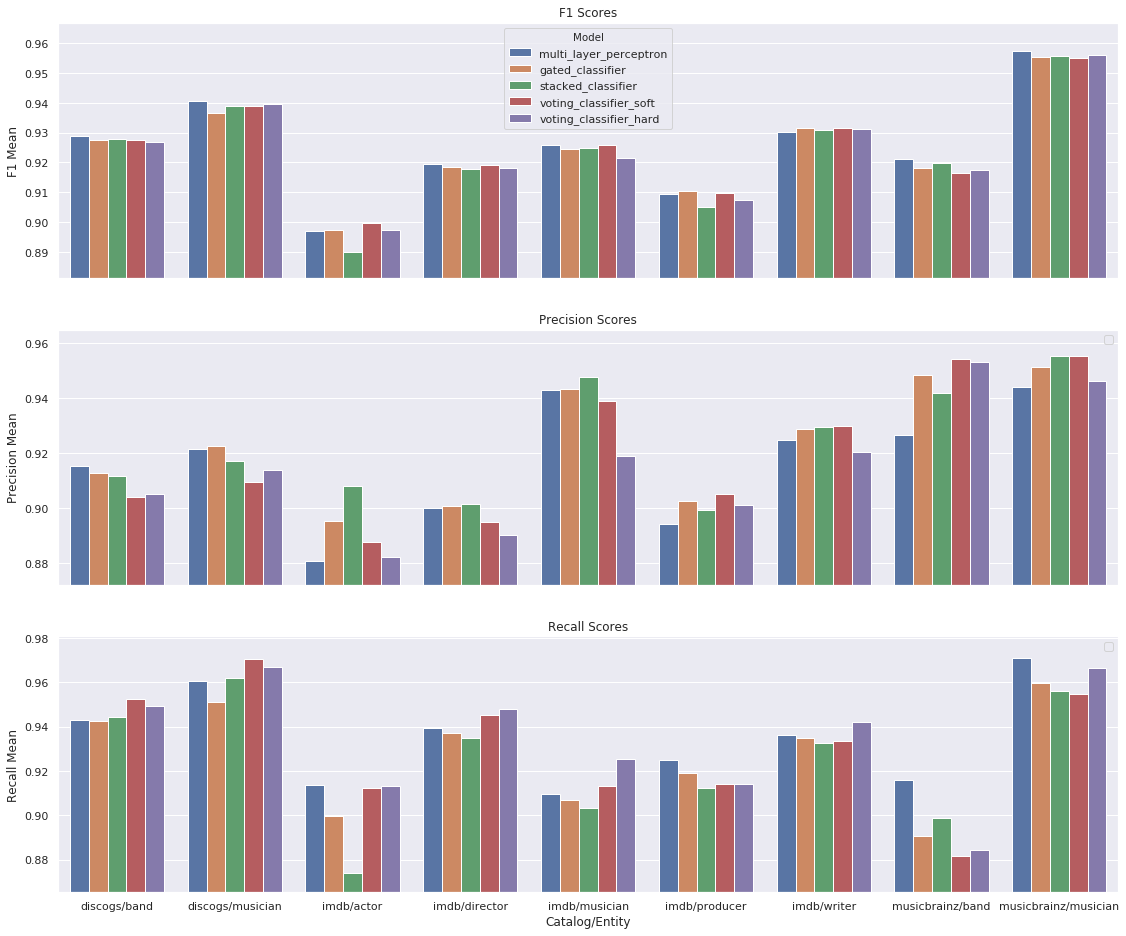 F1 Scores
F1 Mean
0.96
0.95
0.94
0.93
0.92
0.91
0.90
0.89
Model
multi_layer_perceptron
gated_classifier
stacked_classifier
voting_classifier_soft
voting_classifier_hard
Precision Scores
Precision Mean
0.96
0.94
0.92
0.90
0.88
Recall Scores
Recall Mean
0.98
0.96
0.94
0.92
0.90
0.88
discogs/band discogs/musician imdb/actor imdb/director imdb/musician imdb/producer imdb/writer musicbrainz/band musicbrainz/musician
Catalog/Entity